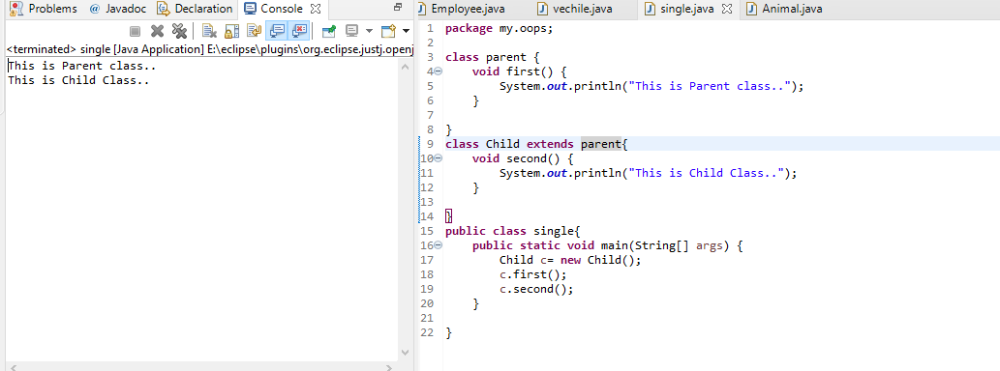 Problems @ Javadoc Declaration Console
<terminated> single [Java Application] E:\eclipse\plugins\org.eclipse.justj.openj
This is Parent class..
This is Child Class..
Employee.java vechile.java single.java Animal.java
1 package my.oops;
2
3 class parent {
4 void first() {
5 System.out.println("This is Parent class..");
6 }
7
8 }
9 class Child extends parent{
10 void second() {
11 System.out.println("This is Child Class..");
12 }
13
14 }
15 public class single{
16 public static void main(String[] args) {
17 Child c= new Child();
18 c.first();
19 c.second();
20 }
21
22 }